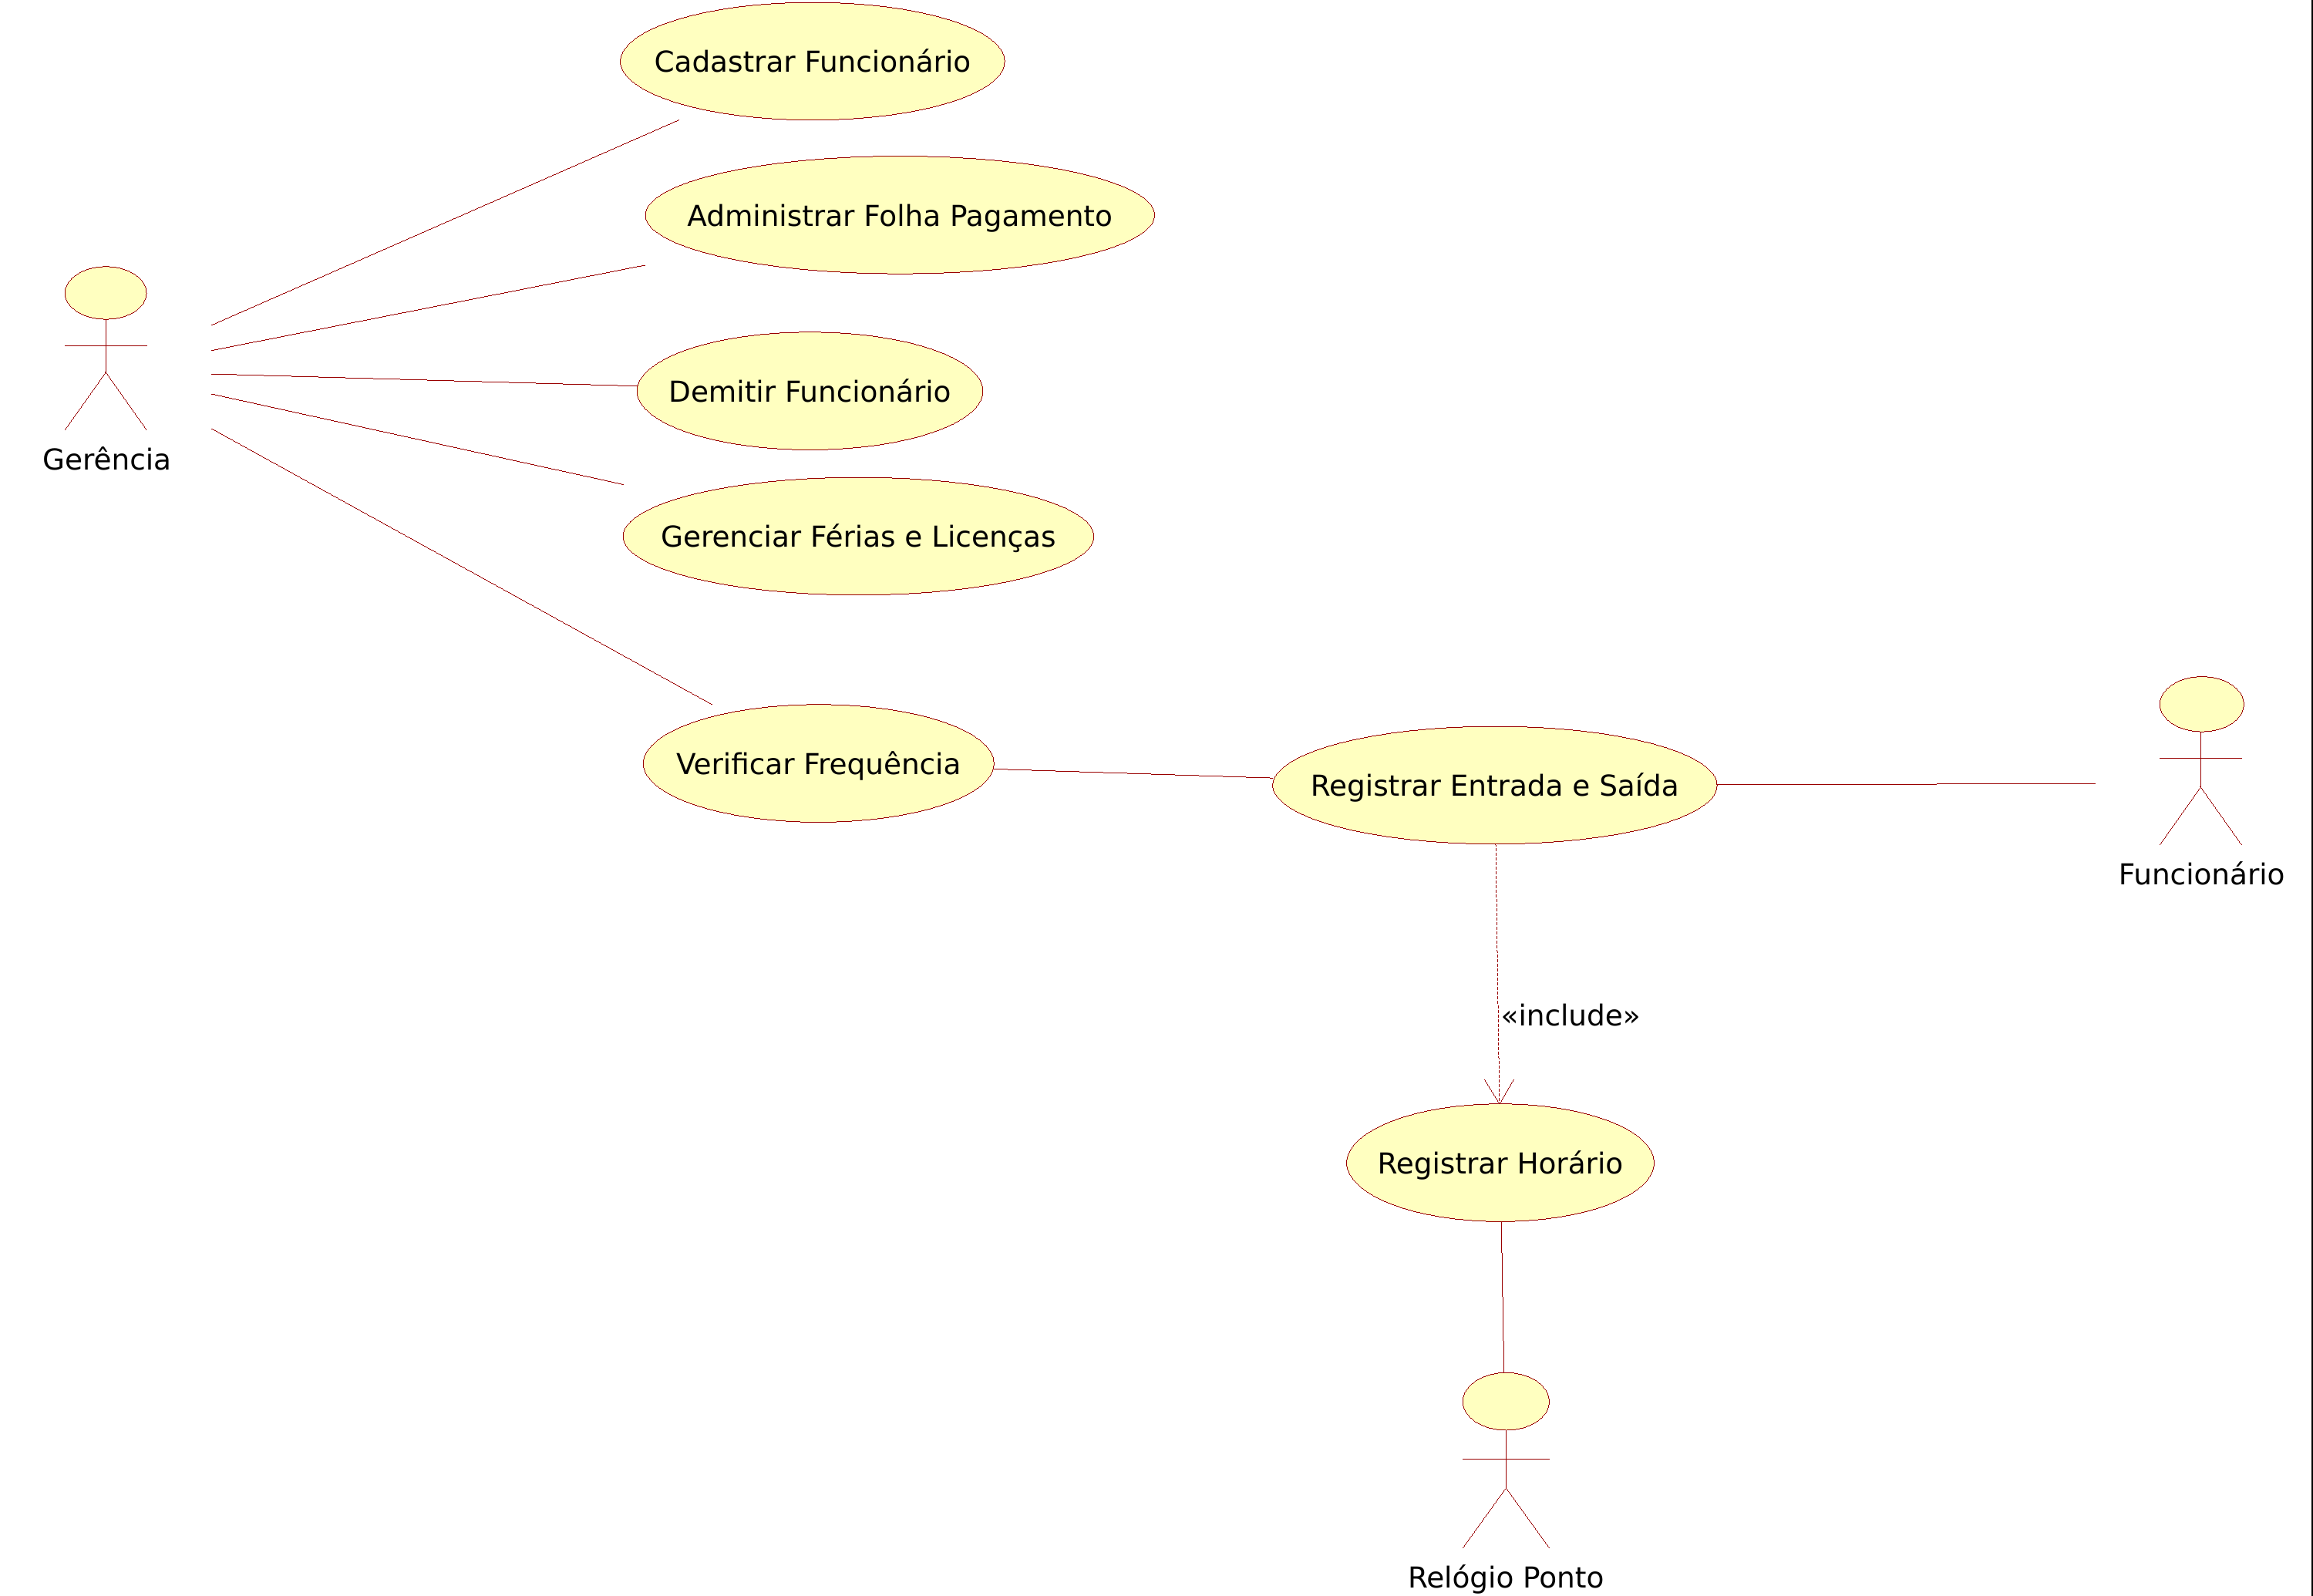 Cadastrar Funcionário
Administrar Folha Pagamento
Demitir Funcionário
Gerência
Gerenciar Férias e Licenças
Verificar Frequência
Registrar Entrada e Saída
Funcionário
«include»
Registrar Horário
Relógio Ponto